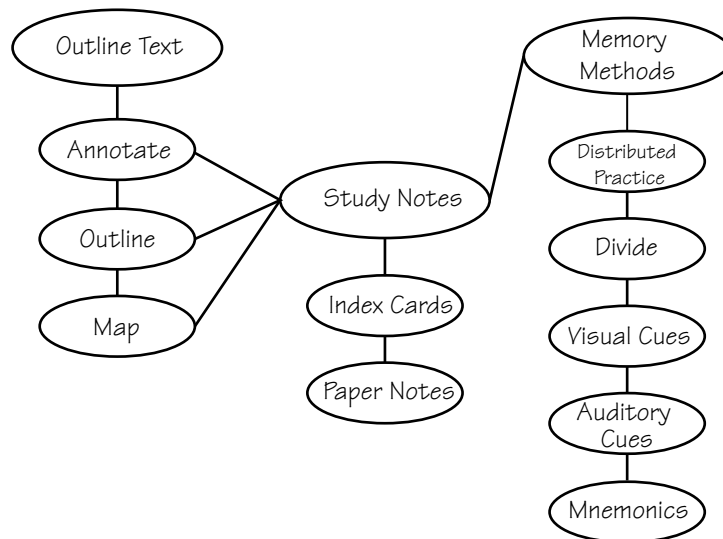 Outline Text
Annotate
Outline
Map
Study Notes
Index Cards
Paper Notes
Memory
Methods
Distributed
Practice
Divide
Visual Cues
Auditory
Cues
Mnemonics